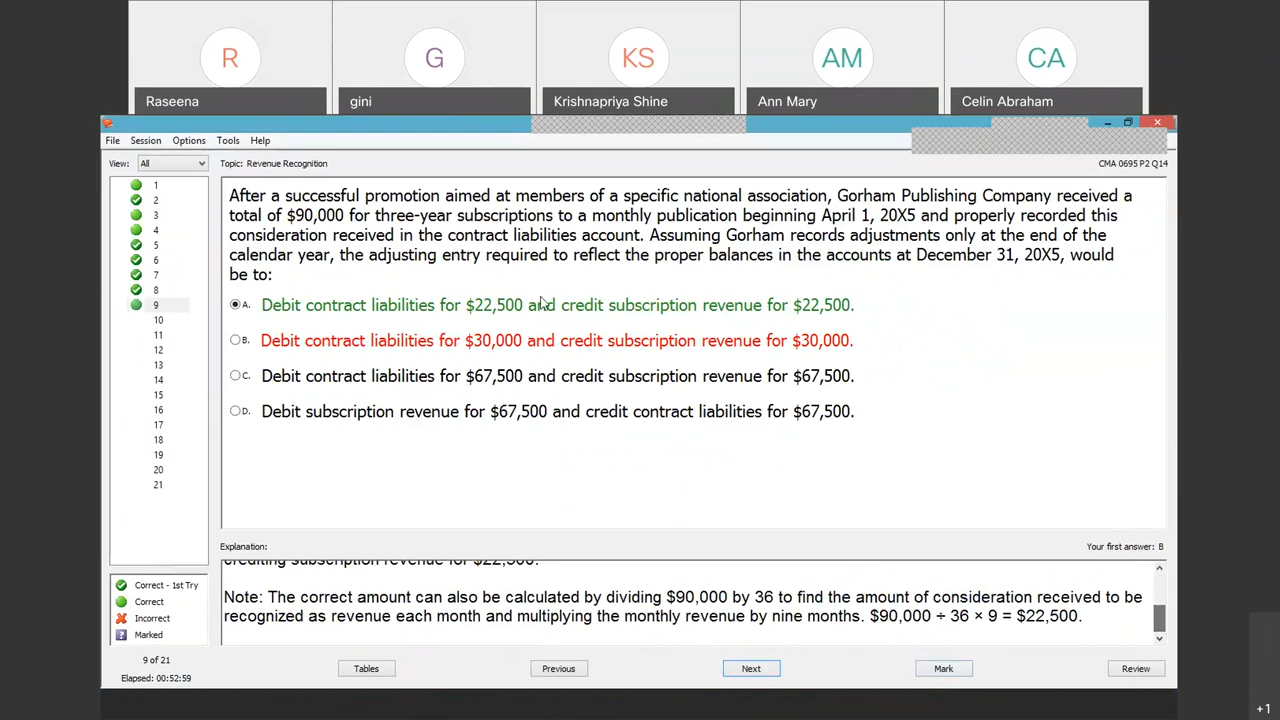 R
G
KS
AM
CA
Raseena
gini
Krishnapriya Shine
Ann Mary
Celin Abraham
File Session Options Tools Help
View: All
Topic: Revenue Recognition
CMA 0695 P2 Q14
1
2
3
4
5
6
7
8
9
10
11
12
13
14
15
16
17
18
19
20
21
After a successful promotion aimed at members of a specific national association, Gorham Publishing Company received a
total of $90,000 for three-year subscriptions to a monthly publication beginning April 1, 20X5 and properly recorded this
consideration received in the contract liabilities account. Assuming Gorham records adjustments only at the end of the
calendar year, the adjusting entry required to reflect the proper balances in the accounts at December 31, 20X5, would
be to:
A. Debit contract liabilities for $22,500 and credit subscription revenue for $22,500.
B. Debit contract liabilities for $30,000 and credit subscription revenue for $30,000.
C. Debit contract liabilities for $67,500 and credit subscription revenue for $67,500.
D. Debit subscription revenue for $67,500 and credit contract liabilities for $67,500.
Explanation:
Your first answer: B
crediting subscription revenue for $22,500.
Note: The correct amount can also be calculated by dividing $90,000 by 36 to find the amount of consideration received to be
recognized as revenue each month and multiplying the monthly revenue by nine months. $90,000 ÷ 36 × 9 = $22,500.
Correct - 1st Try
Correct
Incorrect
? Marked
9 of 21
Elapsed: 00:52:59
Tables
Previous
Next
Mark
Review
+1